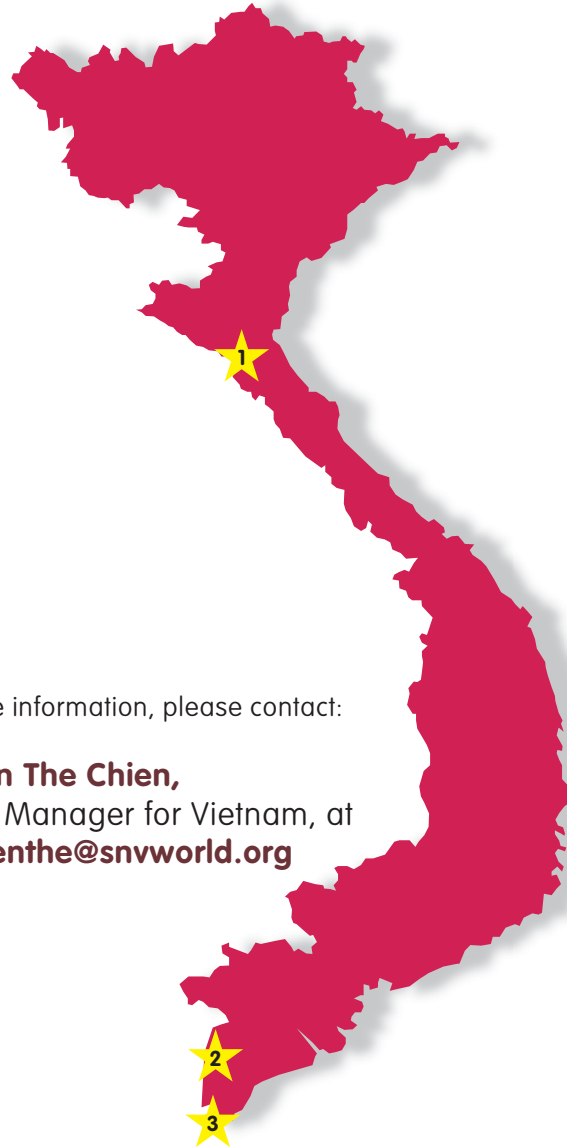 1
information, please contact:
The Chien,
Manager for Vietnam, at
enthe@snvworld.org
2
3